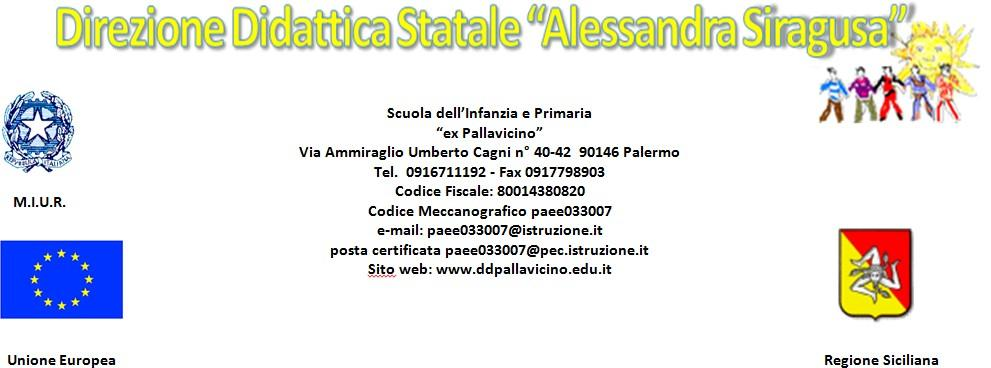 Direzione Didattica Statale “Alessandra Siragusa”
Scuola dell’Infanzia e Primaria
“ex Pallavicino”
Via Ammiraglio Umberto Cagni n° 40-42  90146 Palermo
Tel.  0916711192 - Fax 0917798903
Codice Fiscale: 80014380820
Codice Meccanografico paee033007
e-mail: paee033007@istruzione.it
posta certificata paee033007@pec.istruzione.it
Sito web: www.ddpallavicino.edu.it
M.I.U.R.
Unione Europea
Regione Siciliana